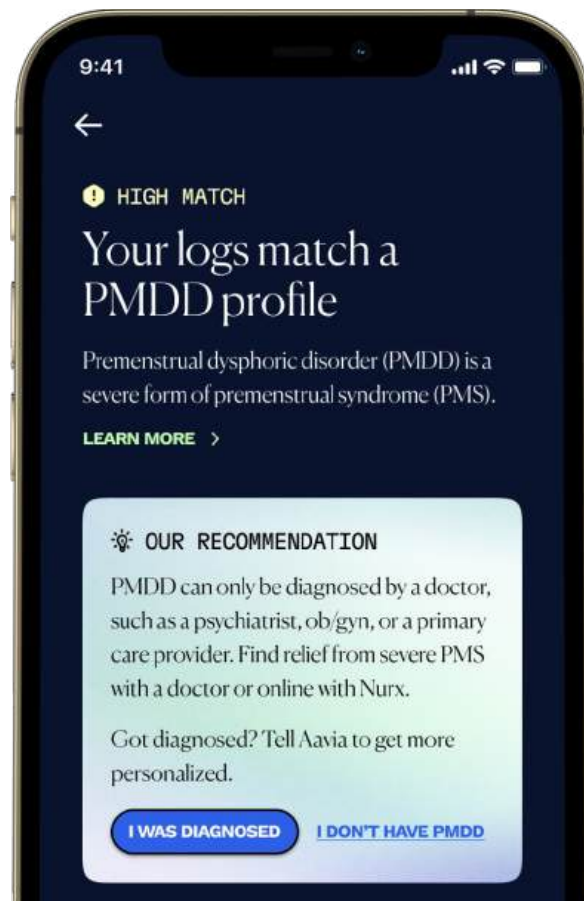 9:41
HIGH MATCH
Your logs match a
PMDD profile
Premenstrual dysphoric disorder (PMDD) is a
severe form of premenstrual syndrome (PMS).
LEARN MORE >
OUR RECOMMENDATION
PMDD can only be diagnosed by a doctor,
such as a psychiatrist, ob/gyn, or a primary
care provider. Find relief from severe PMS
with a doctor or online with Nurx.
Got diagnosed? Tell Aavia to get more
personalized.
I WAS DIAGNOSED I DON'T HAVE PMDD